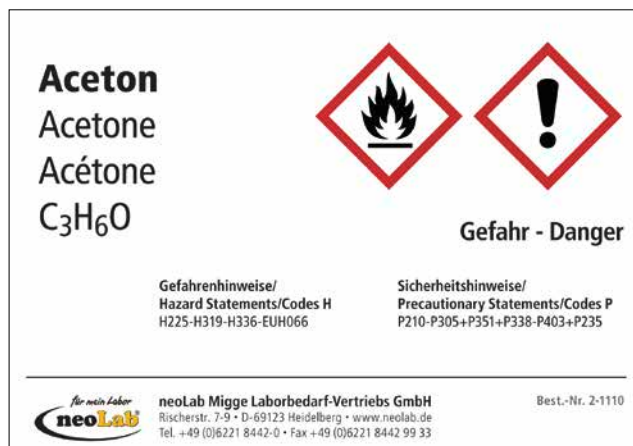 Aceton
Acetone
Acétone
C₃H₆O
Gefahr - Danger
Gefahrenhinweise/
Hazard Statements/Codes H
H225-H319-H336-EUH066
Sicherheitshinweise/
Precautionary Statements/Codes P
P210-P305+P351+P338-P403+P235
für mein Labor
neoLab
neoLab Migge Laborbedarf-Vertriebs GmbH
Rischerstr. 7-9 • D-69123 Heidelberg • www.neolab.de
Tel. +49 (0)6221 8442-0 • Fax +49 (0)6221 8442 99 33
Best.-Nr. 2-1110